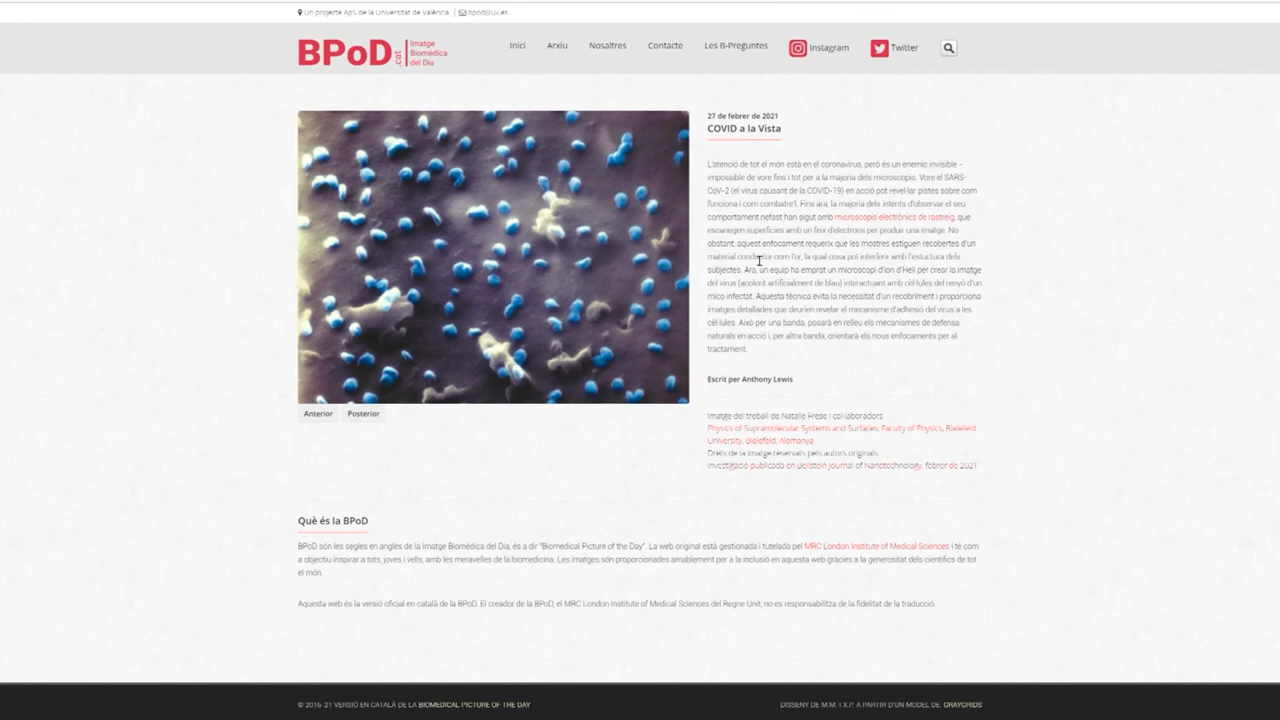 Un projecte ApS de la Universitat de València | bpod@uv.es
BPoD .cat
Imatge
Biomèdica
del Dia
Inici Arxiu Nosaltres Contacte Les B-Preguntes Instagram Twitter
27 de febrer de 2021
COVID a la Vista
L'atenció de tot el món està en el coronavirus, però és un enemic invisible -
impossible de vore fins i tot per a la majoria dels microscopis. Vore el SARS-
CoV-2 (el virus causant de la COVID-19) en acció pot revel·lar pistes sobre com
funciona i com combatre'l. Fins ara, la majoria dels intents d'observar el seu
comportament nefast han sigut amb microscopis electrònics de rastreig, que
escanegen superfícies amb un feix d'electrons per produir una imatge. No
obstant, aquest enfocament requerix que les mostres estiguen recobertes d'un
material conductor com l'or, la qual cosa pot interferir amb l'estuctura dels
subjectes. Ara, un equip ha emprat un microscopi d'ion d'Heli per crear la imatge
del virus (acolorit artificialment de blau) interactuant amb cèl·lules del renyó d'un
mico infectat. Aquesta tècnica evita la necessitat d'un recobriment i proporciona
imatges detallades que deurien revelar el mecanisme d'adhesió del virus a les
cèl·lules. Això per una banda, posarà en relleu els mecanismes de defensa
naturals en acció i, per altra banda, orientarà els nous enfocaments per al
tractament.
Escrit per Anthony Lewis
Anterior Posterior
Imatge del treball de Natalie Frese i col·laboradors
Physics of Supramolecular Systems and Surfaces, Faculty of Physics, Bielefeld
University, Bielefeld, Alemanya
Drets de la imatge reservats pels autors originals
Investigació publicada en Beilstein Journal of Nanotechnology, febrer de 2021
Què és la BPoD
BPoD són les segles en anglès de la Imatge Biomèdica del Dia, és a dir "Biomedical Picture of the Day". La web original està gestionada i tutelada pel MRC London Institute of Medical Sciences i té com
a objectiu inspirar a tots, joves i vells, amb les meravelles de la biomedicina. Les imatges són proporcionades amablement per a la inclusió en aquesta web gràcies a la generositat dels científics de tot
el món.
Aquesta web és la versió oficial en català de la BPoD. El creador de la BPoD, el MRC London Institute of Medical Sciences del Regne Unit, no es responsabilitza de la fidelitat de la traducció.
© 2016-21 VERSIÓ EN CATALÀ DE LA BIOMEDICAL PICTURE OF THE DAY
DISSENY DE M.M. I X.P. A PARTIR D'UN MODEL DE: GRAYGRIDS